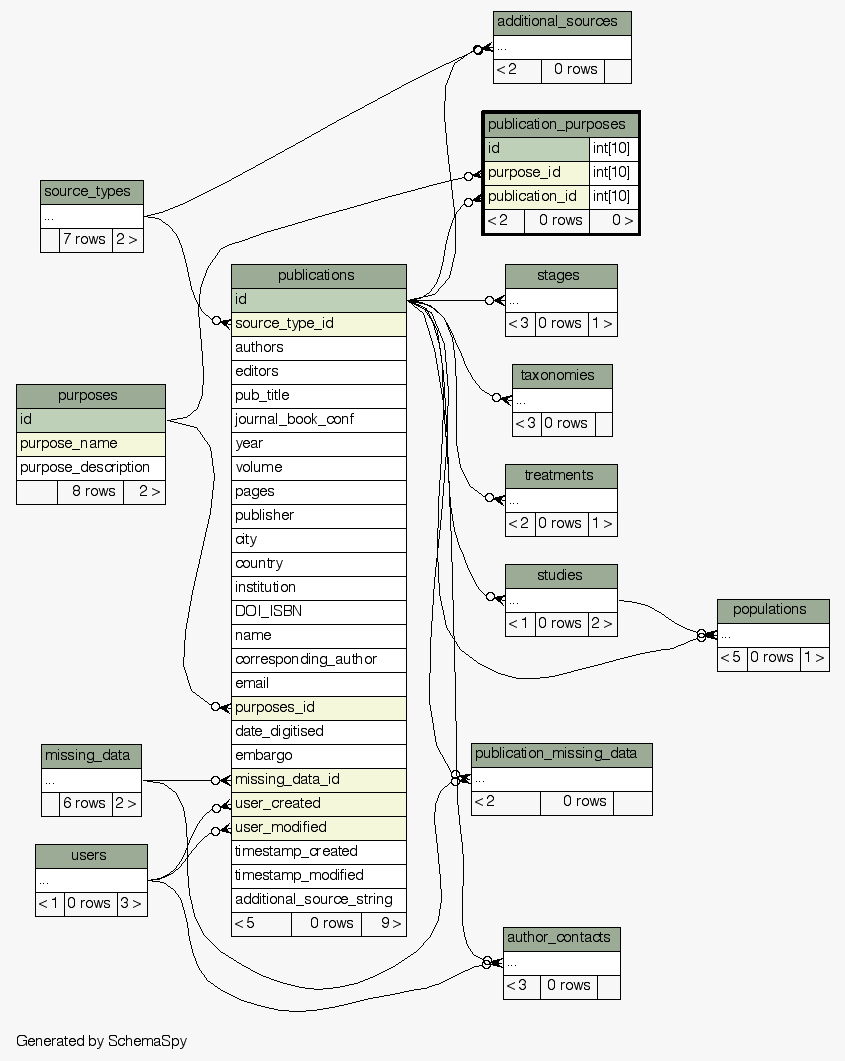 additional_sources
...
< 2 0 rows
publication_purposes
id int[10]
purpose_id int[10]
publication_id int[10]
< 2 0 rows 0 >
source_types
...
7 rows 2 >
publications
id
source_type_id
authors
editors
pub_title
journal_book_conf
year
volume
pages
publisher
city
country
institution
DOI_ISBN
name
corresponding_author
email
purposes_id
date_digitised
embargo
missing_data_id
user_created
user_modified
timestamp_created
timestamp_modified
additional_source_string
< 5 0 rows 9 >
stages
...
< 3 0 rows 1 >
taxonomies
...
< 3 0 rows
purposes
id
purpose_name
purpose_description
8 rows 2 >
treatments
...
< 2 0 rows 1 >
studies
...
< 1 0 rows 2 >
populations
...
< 5 0 rows 1 >
publication_missing_data
...
< 2 0 rows
missing_data
...
6 rows 2 >
users
...
< 1 0 rows 3 >
author_contacts
...
< 3 0 rows
Generated by SchemaSpy